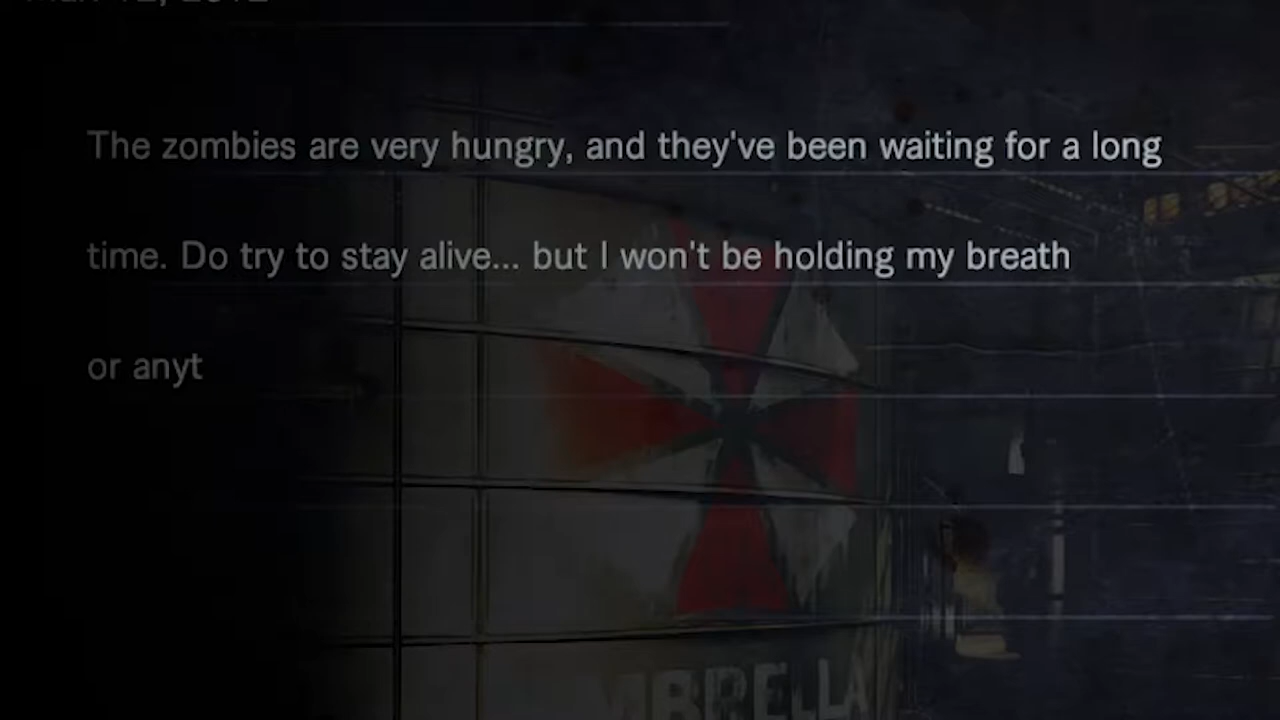 The zombies are very hungry, and they've been waiting for a long
time. Do try to stay alive... but I won't be holding my breath
or anyt